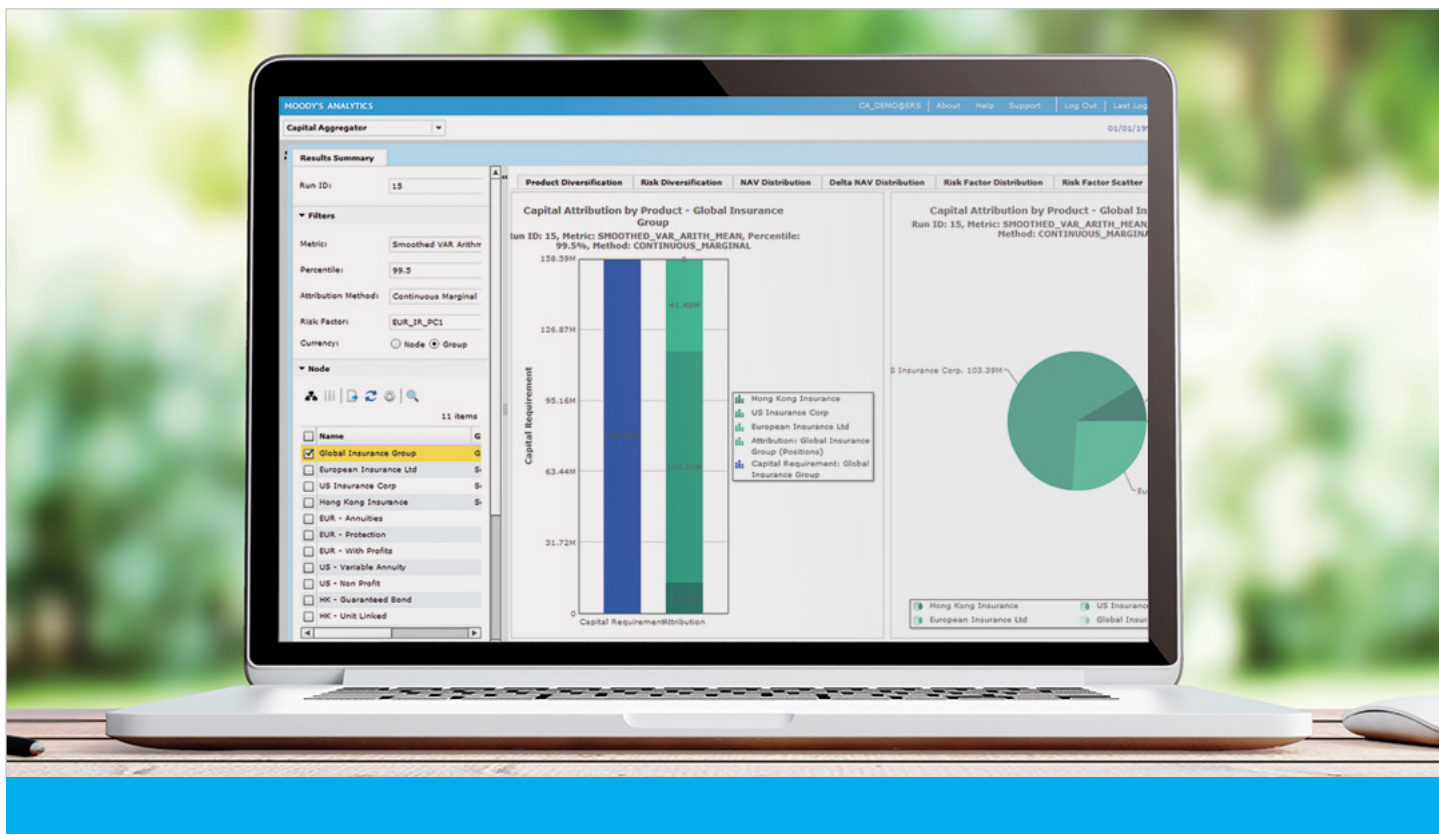 MOODY'S ANALYTICS
CA_DEMO@ERS | About Help Support | Log Out | Last Log
Capital Aggregator
01/01/19
Results Summary
Run ID: 15
Filters
Metric: Smoothed VAR Arithm
Percentile: 99.5
Attribution Method: Continuous Marginal
Risk Factor: EUR_IR_PC1
Currency: Node Group
Node
11 items
Name G
Global Insurance Group G
European Insurance Ltd S
US Insurance Corp S
Hong Kong Insurance S
EUR - Annuities
EUR - Protection
EUR - With Profits
US - Variable Annuity
US - Non Profit
HK - Guaranteed Bond
HK - Unit Linked
Product Diversification Risk Diversification NAV Distribution Delta NAV Distribution Risk Factor Distribution Risk Factor Scatter
Capital Attribution by Product - Global Insurance
Group
Run ID: 15, Metric: SMOOTHED_VAR_ARITH_MEAN, Percentile:
99.5%, Method: CONTINUOUS_MARGINAL
158.59M
126.87M
95.16M
63.44M
31.72M
0
0
41.48M
103.39M
Capital Requirement
Capital Requirement
Attribution
Hong Kong Insurance
US Insurance Corp
European Insurance Ltd
Attribution: Global Insurance
Group (Positions)
Capital Requirement: Global
Insurance Group
Capital Attribution by Product - Global In
Run ID: 15, Metric: SMOOTHED_VAR_ARITH_MEAN,
Method: CONTINUOUS_MARGINA
S Insurance Corp, 103.39M
Eu
Hong Kong Insurance US Insuranc
European Insurance Ltd Global Insur